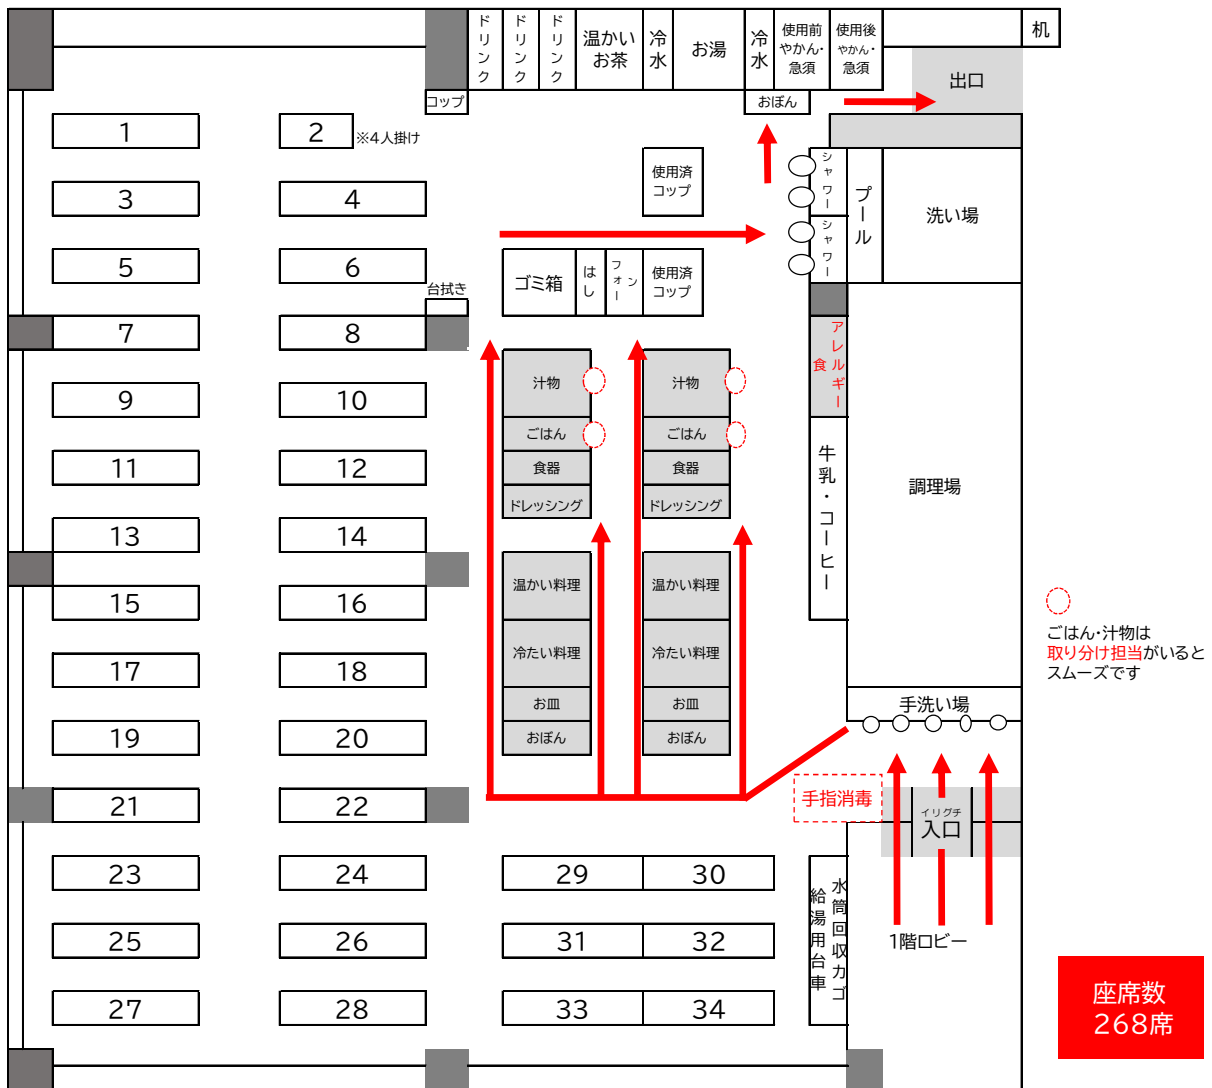 ドリンク
ドリンク
ドリンク
温かい
お茶
冷水
お湯
冷水
使用前
やかん・
急須
使用後
やかん・
急須
机
出口
コップ
おぼん
1
2
※4人掛け
使用済
コップ
シャワー
プール
洗い場
3
4
シャワー
5
6
ゴミ箱
はし
フォーン
使用済
コップ
台拭き
7
8
アレルギー
食
汁物
汁物
9
10
ごはん
ごはん
11
12
食器
食器
牛乳・コーヒー
調理場
ドレッシング
ドレッシング
13
14
温かい料理
温かい料理
15
16
ごはん・汁物は
取り分け担当がいると
スムーズです
冷たい料理
冷たい料理
17
18
お皿
お皿
手洗い場
19
20
おぼん
おぼん
21
22
手指消毒
イリグチ
入口
23
24
29
30
水筒回収カゴ
給湯用台車
25
26
31
32
1階ロビー
27
28
33
34
座席数
268席